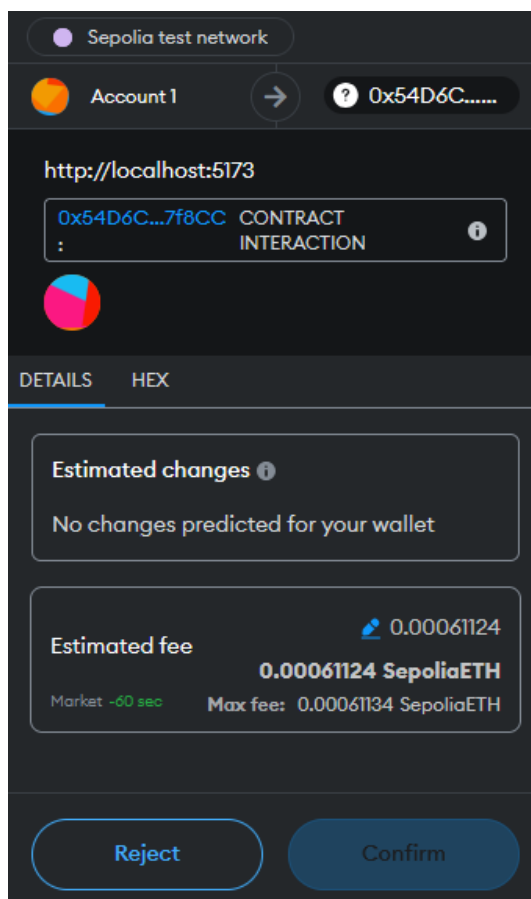 Sepolia test network
Account 1
? 0x54D6C......
http://localhost:5173
0x54D6C...7f8CC CONTRACT
: INTERACTION
DETAILS HEX
Estimated changes
No changes predicted for your wallet
0.00061124
Estimated fee
0.00061124 SepoliaETH
Market ~60 sec Max fee: 0.00061134 SepoliaETH
Reject Confirm